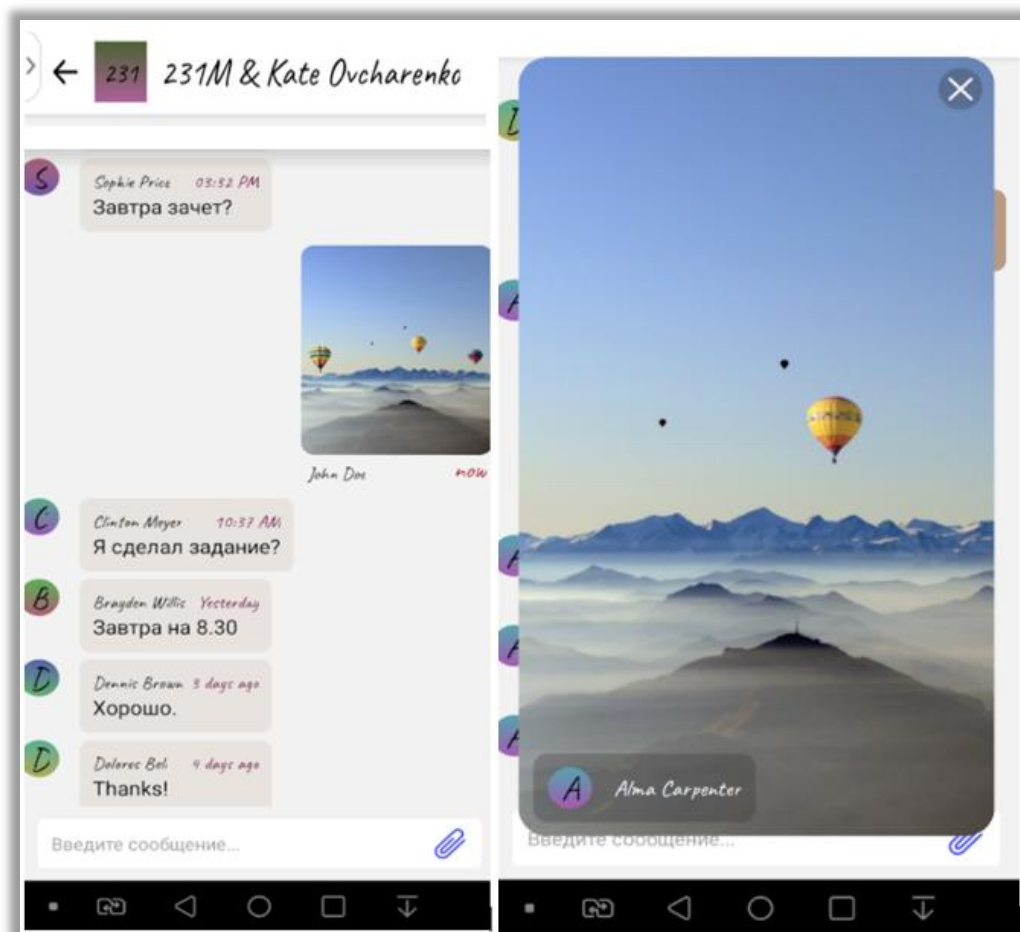 231 231M & Kate Ovcharenko
S
Sophie Price 03:32 PM
Завтра зачет?
John Doe now
C
Clinton Meyer 10:37 AM
Я сделал задание?
B
Brayden Willis Yesterday
Завтра на 8.30
D
Dennis Brown 3 days ago
Хорошо.
D
Dolores Bel 4 days ago
Thanks!
Введите сообщение...
A Alma Carpenter
Введите сообщение...